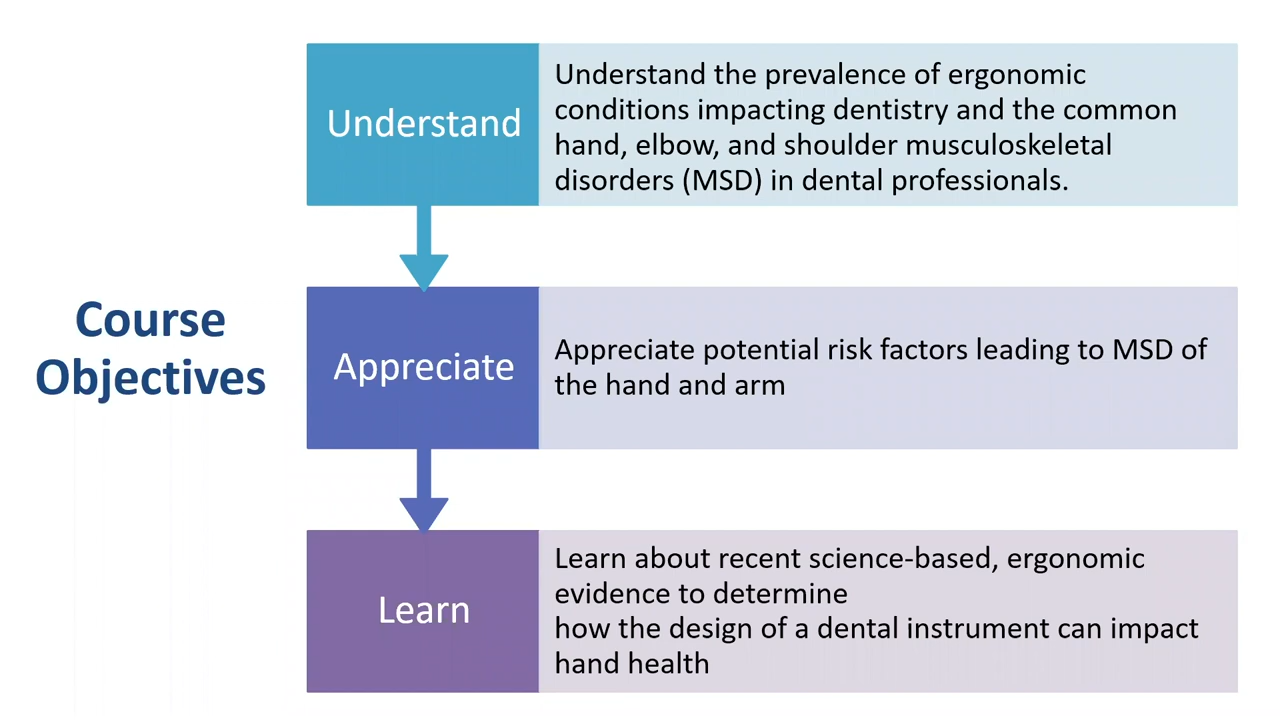 Course
Objectives
Understand
Understand the prevalence of ergonomic
conditions impacting dentistry and the common
hand, elbow, and shoulder musculoskeletal
disorders (MSD) in dental professionals.
Appreciate
Appreciate potential risk factors leading to MSD of
the hand and arm
Learn
Learn about recent science-based, ergonomic
evidence to determine
how the design of a dental instrument can impact
hand health